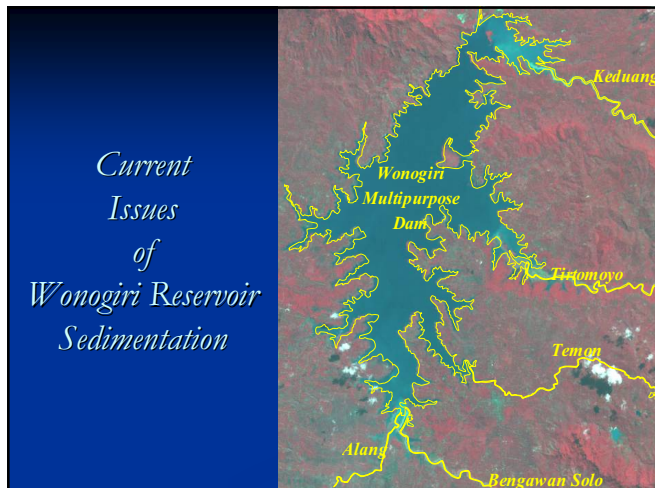 Current
Issues
of
Wonogiri Reservoir
Sedimentation
Keduang
Wonogiri
Multipurpose
Dam
Tirtomoyo
Temon
Alang
Bengawan Solo